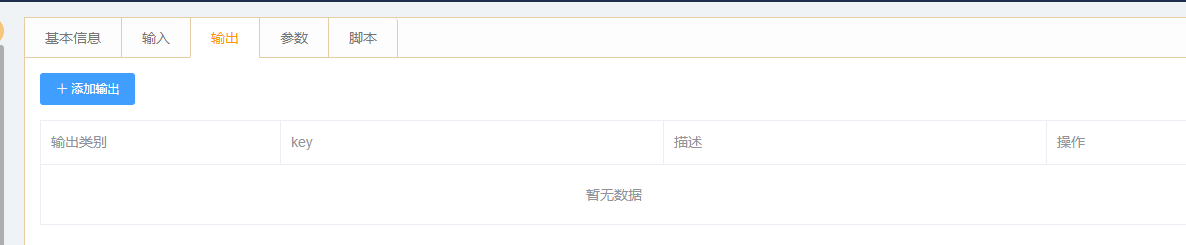 基本信息 输入 输出 参数 脚本
+ 添加输出
输出类别 key 描述 操作
暂无数据